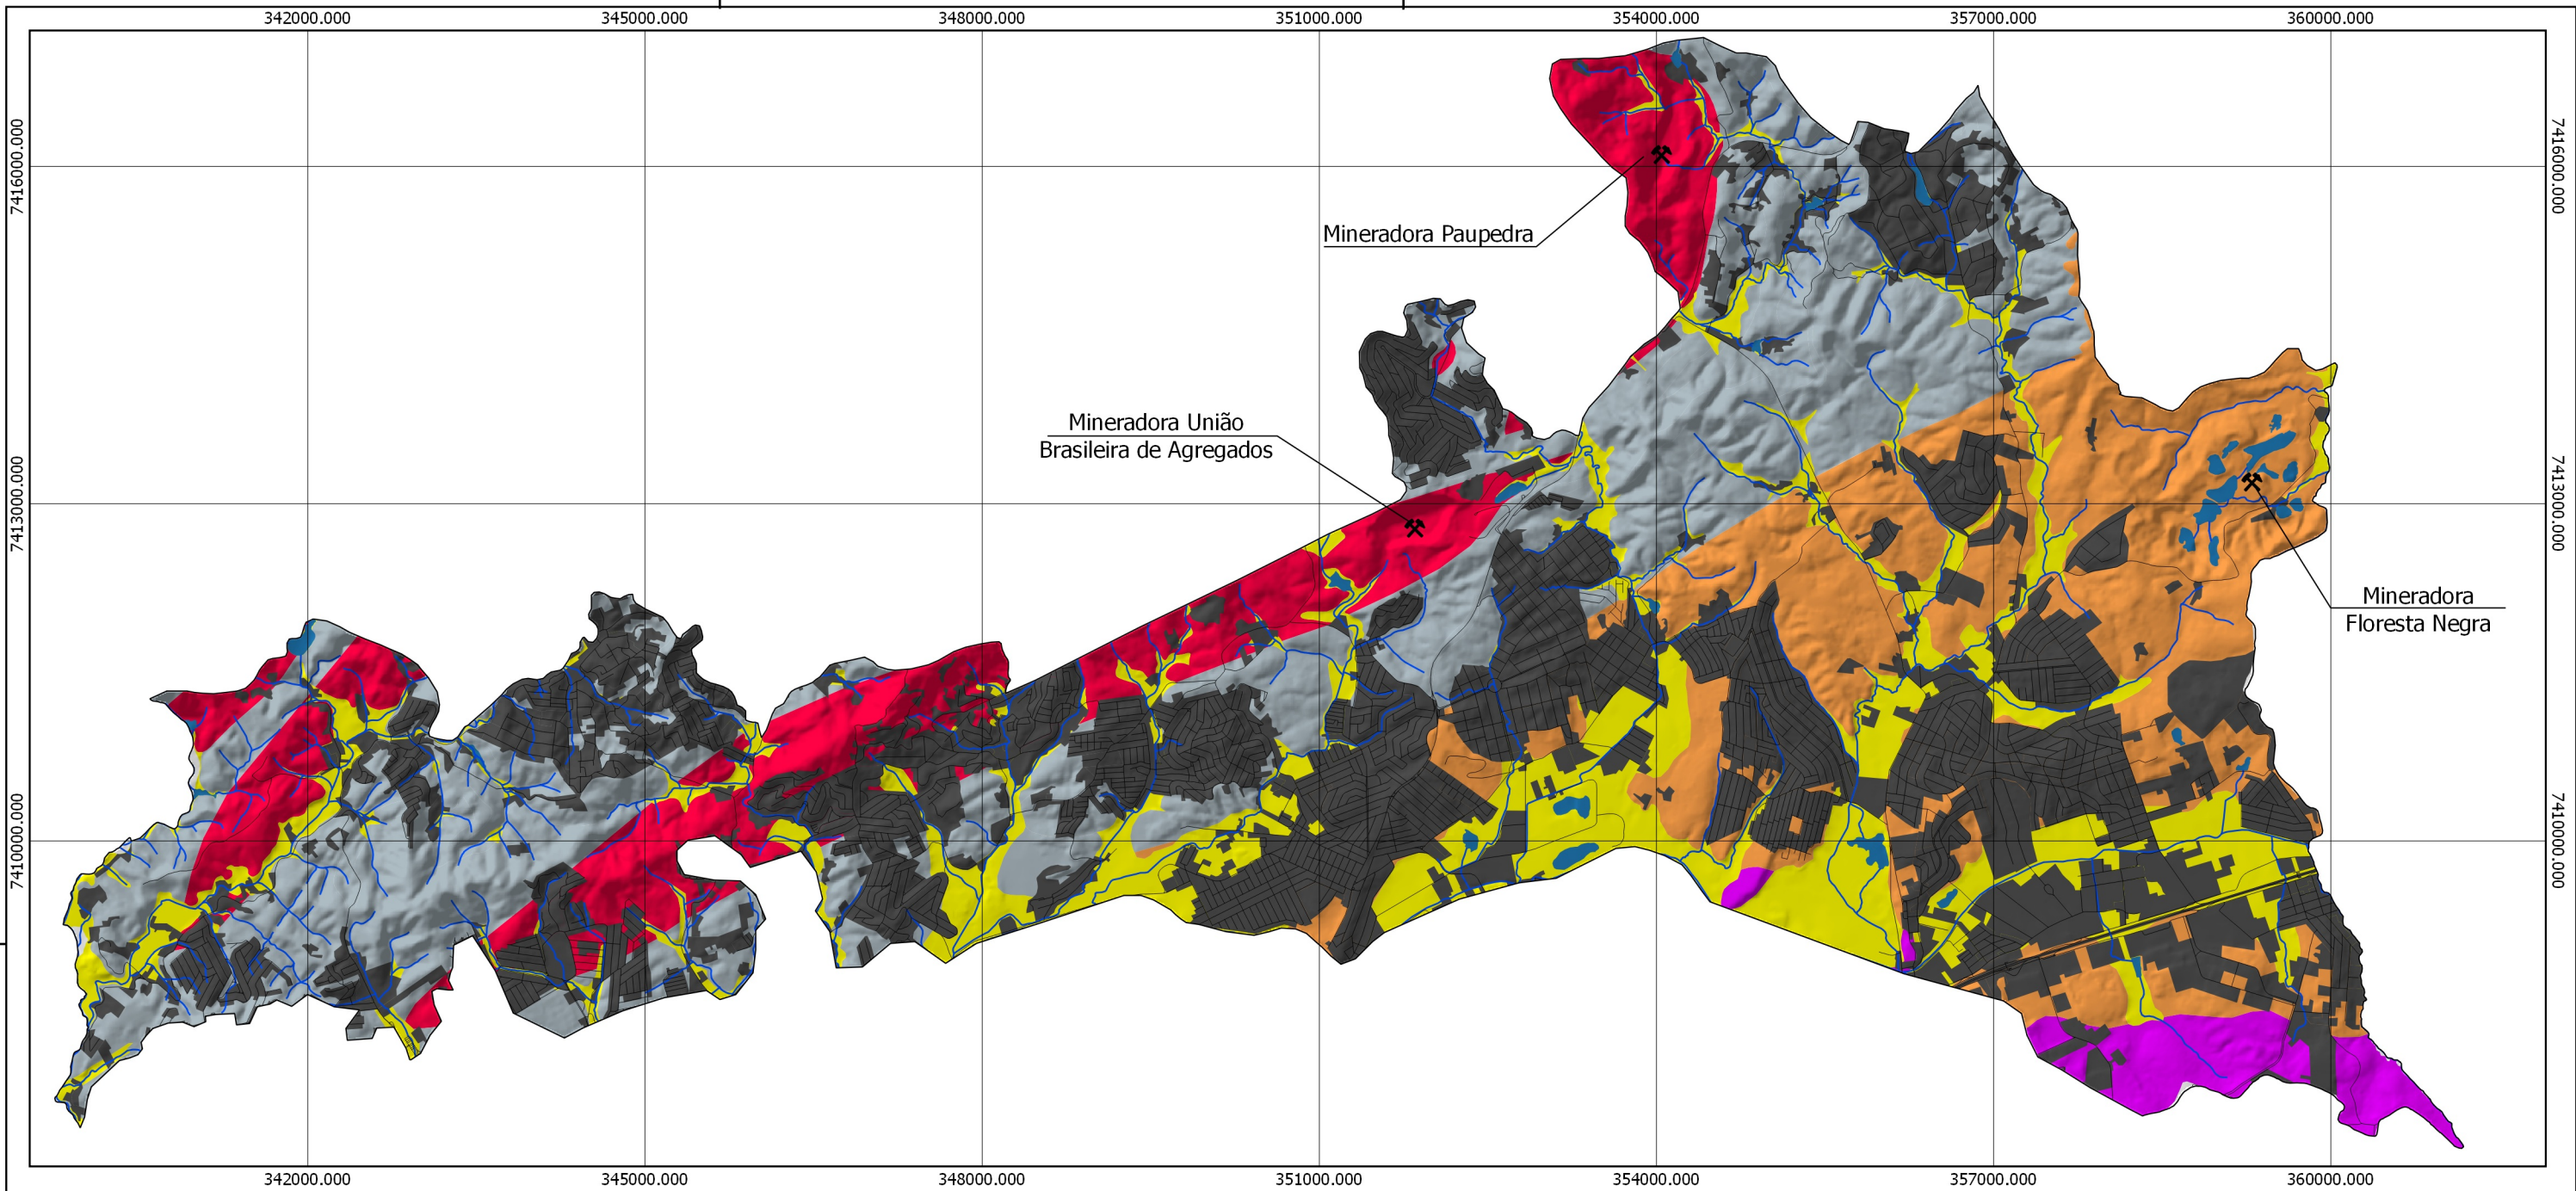 342000.000 345000.000 348000.000 351000.000 354000.000 357000.000 360000.000
7416000.000 7416000.000
Mineradora Paupedra
Mineradora União
Brasileira de Agregados
7413000.000 7413000.000
Mineradora
Floresta Negra
7410000.000 7410000.000
342000.000 345000.000 348000.000 351000.000 354000.000 357000.000 360000.000